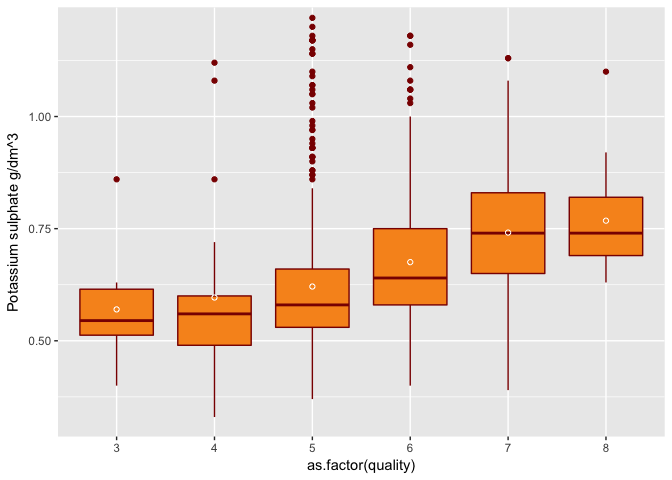 Potassium sulphate g/dm^3
1.00
0.75
0.50
3 4 5 6 7 8
as.factor(quality)